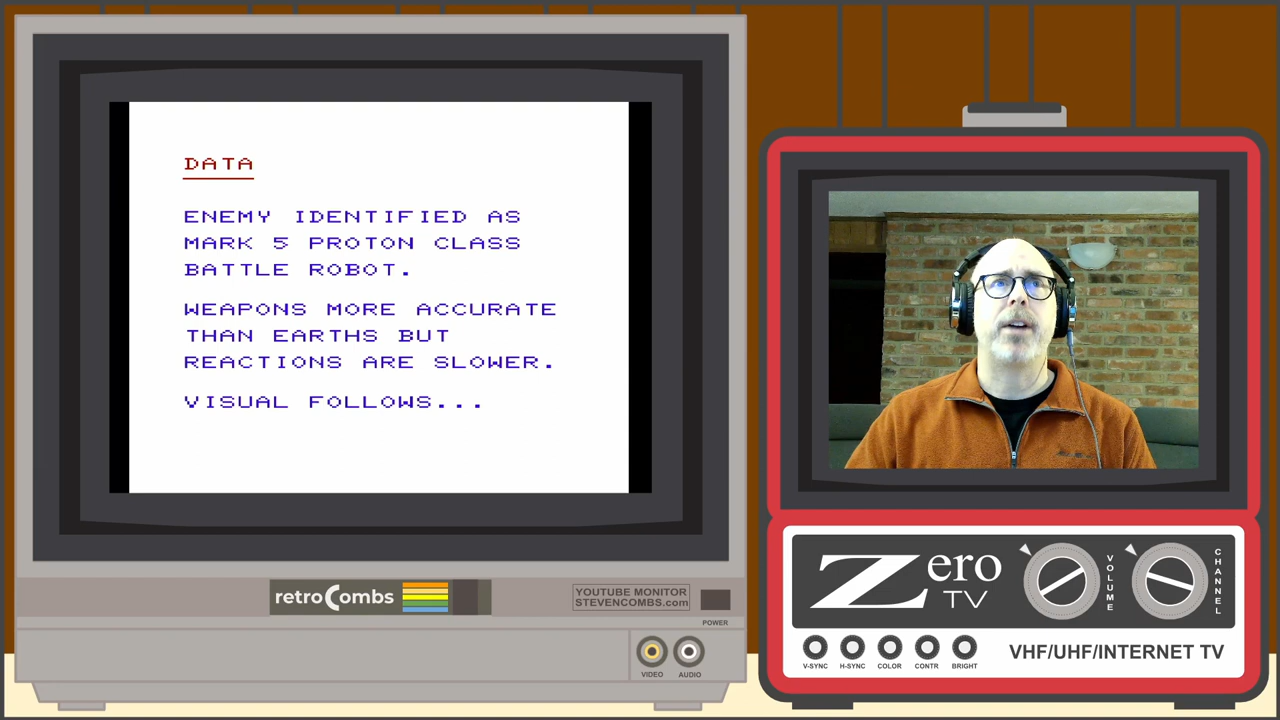 DATA
ENEMY IDENTIFIED AS
MARK 5 PROTON CLASS
BATTLE ROBOT.
WEAPONS MORE ACCURATE
THAN EARTHS BUT
REACTIONS ARE SLOWER.
VISUAL FOLLOWS...
retroCombs
YOUTUBE MONITOR
STEVENCOMBS.com
POWER
VIDEO
AUDIO
Zero
TV
VOLUME
CHANNEL
V-SYNC
H-SYNC
COLOR
CONTR
BRIGHT
VHF/UHF/INTERNET TV